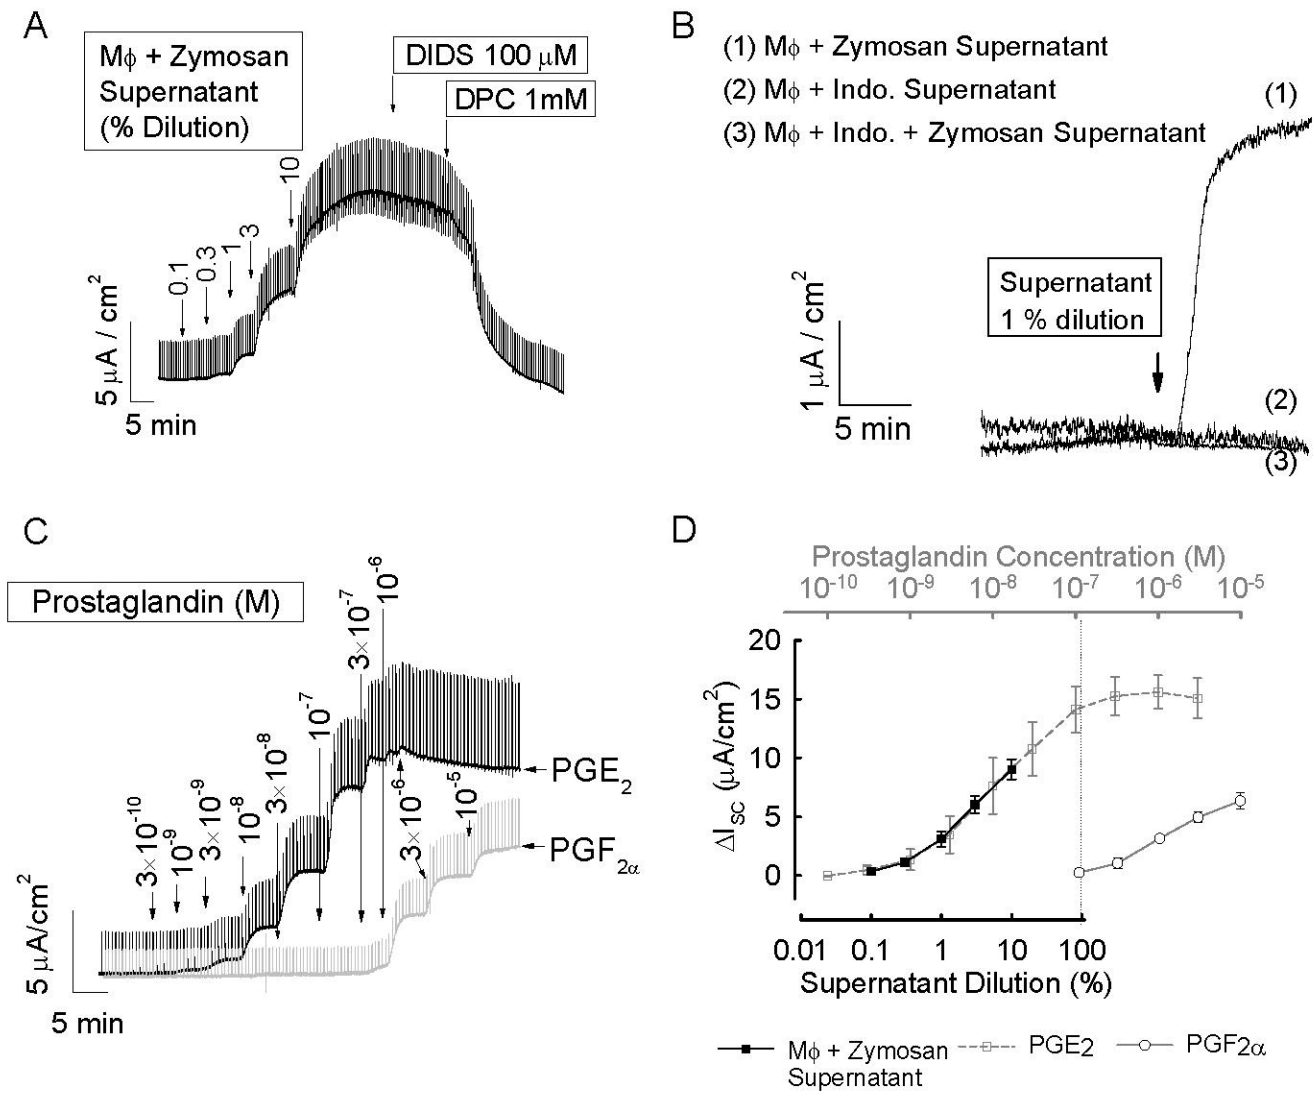 A
Mϕ + Zymosan
Supernatant
(% Dilution)
DIDS 100 μM
DPC 1mM
0.1
0.3
1
3
10
5 μA / cm²
5 min
B
(1) Mϕ + Zymosan Supernatant
(2) Mϕ + Indo. Supernatant
(3) Mϕ + Indo. + Zymosan Supernatant
(1)
Supernatant
1 % dilution
1 μA / cm²
5 min
(2)
(3)
C
Prostaglandin (M)
3×10⁻¹⁰
10⁻⁹
3×10⁻⁹
10⁻⁸
3×10⁻⁸
10⁻⁷
3×10⁻⁷
10⁻⁶
3×10⁻⁶
10⁻⁵
PGE₂
PGF₂α
5 μA/cm²
5 min
D
Prostaglandin Concentration (M)
10⁻¹⁰ 10⁻⁹ 10⁻⁸ 10⁻⁷ 10⁻⁶ 10⁻⁵
20
15
10
5
0
ΔI_SC (μA/cm²)
0.01 0.1 1 10 100
Supernatant Dilution (%)
Mϕ + Zymosan
Supernatant
PGE₂
PGF₂α